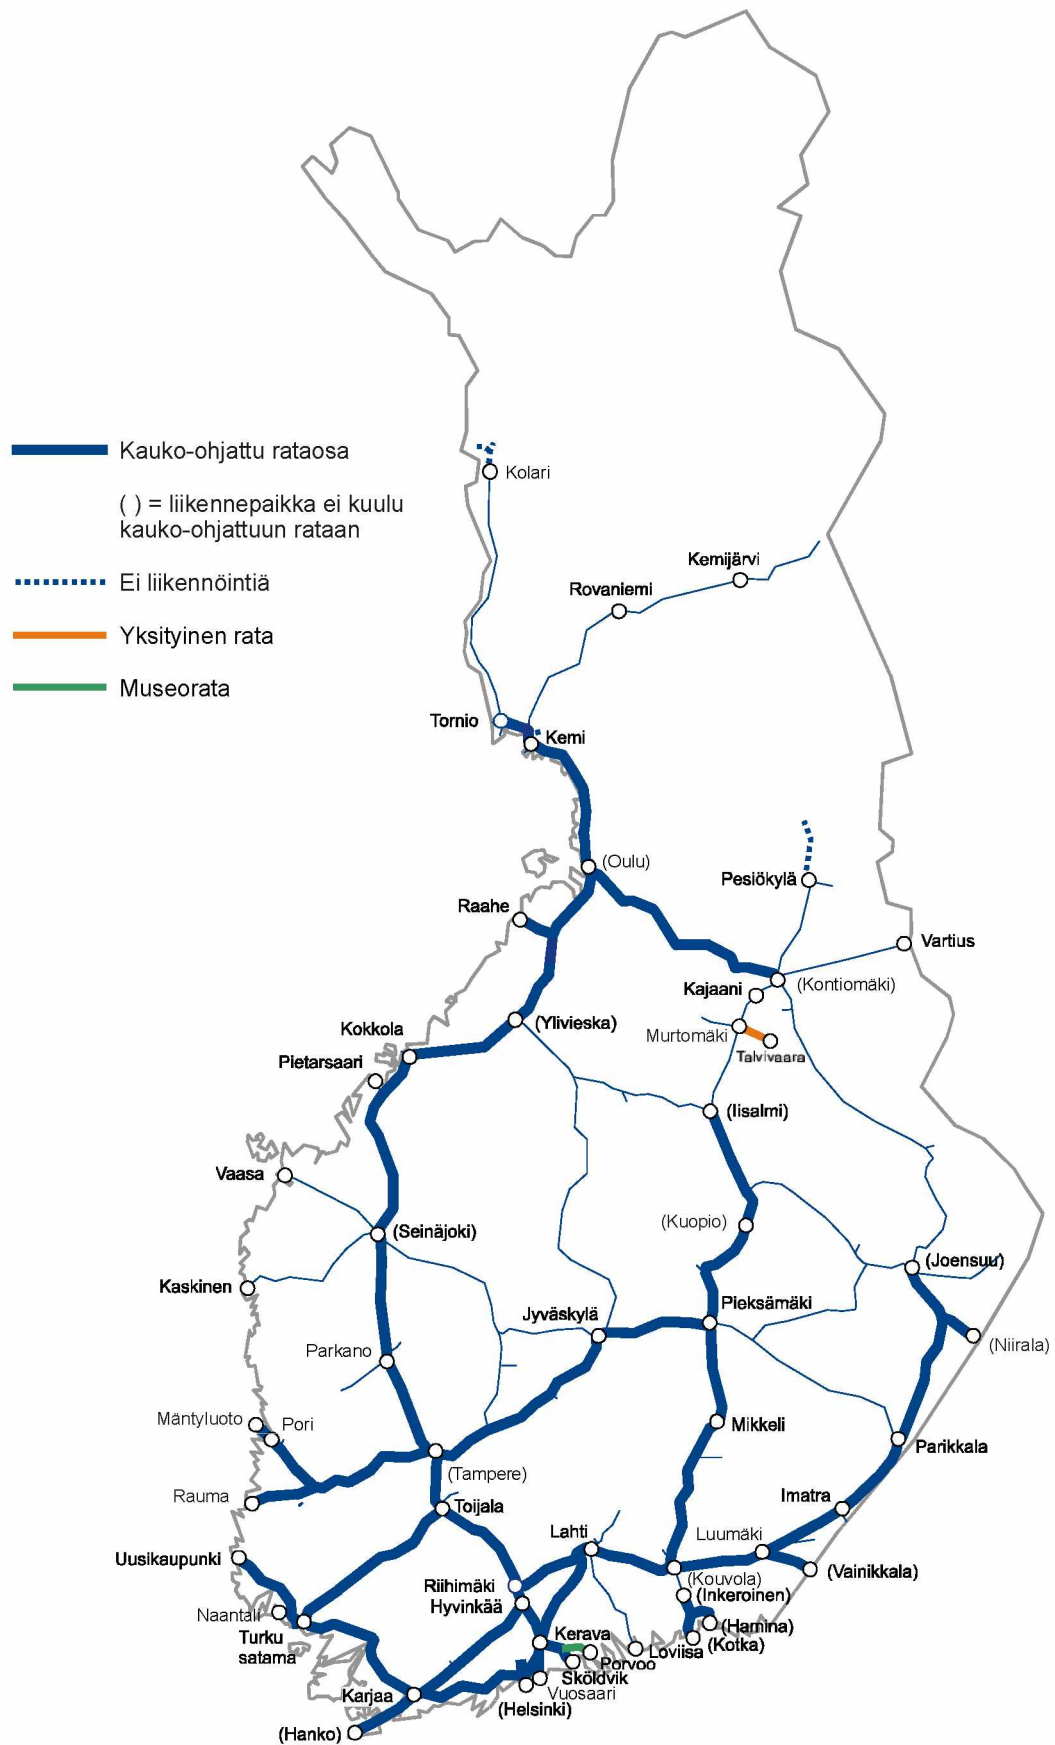 Kauko-ohjattu rataosa
( ) = liikennepaikka ei kuulu
kauko-ohjattuun rataan
Ei liikennöintiä
Yksityinen rata
Museorata
Kolari
Kemijärvi
Rovaniemi
Tornio
Kemi
(Oulu)
Pesiökylä
Raahe
Vartius
(Kontiomäki)
Kajaani
(Ylivieska)
Kokkola
Murtomäki
Talvivaara
Pietarsaari
(Iisalmi)
Vaasa
(Kuopio)
(Seinäjoki)
(Joensuu)
Kaskinen
Pieksämäki
Jyväskylä
(Niirala)
Parkano
Mäntyluoto
Pori
Mikkeli
Parikkala
(Tampere)
Rauma
Imatra
Toijala
Lahti
Luumäki
Uusikaupunki
(Kouvola)
(Vainikkala)
Riihimäki
(Inkeroinen)
Hyvinkää
Naantali
(Hamina)
Turku
satama
Kerava
(Kotka)
Loviisa
Porvoo
Sköldvik
Vuosaari
Karjaa
(Helsinki)
(Hanko)